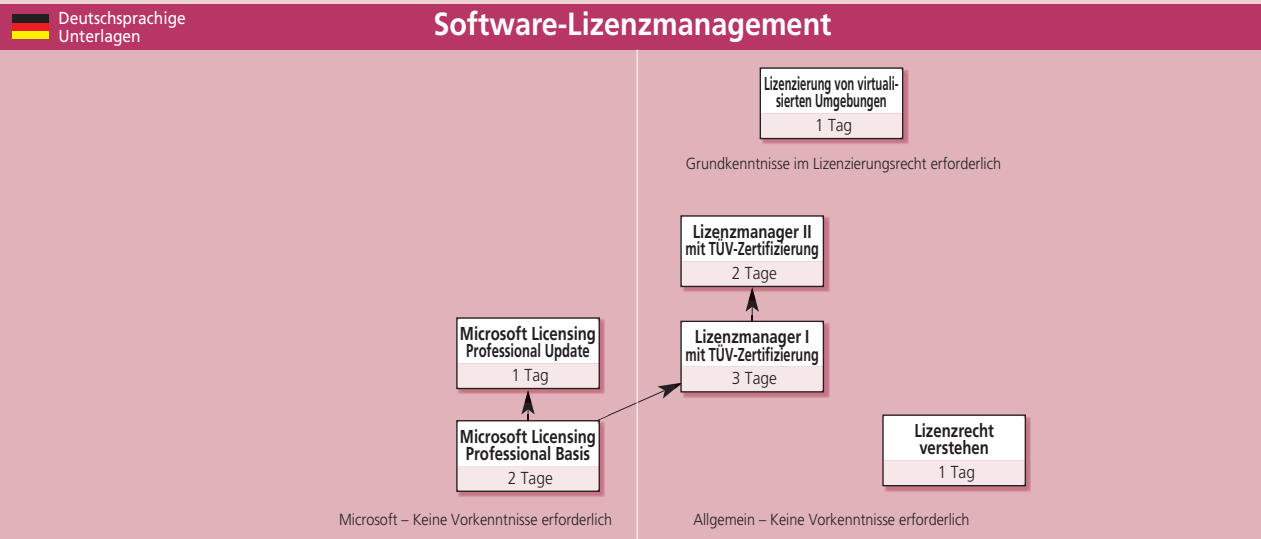 Deutschsprachige
Unterlagen
Software-Lizenzmanagement
Lizenzierung von virtuali-
sierten Umgebungen
1 Tag
Grundkenntnisse im Lizenzierungsrecht erforderlich
Lizenzmanager II
mit TÜV-Zertifizierung
2 Tage
Microsoft Licensing
Professional Update
1 Tag
Lizenzmanager I
mit TÜV-Zertifizierung
3 Tage
Microsoft Licensing
Professional Basis
2 Tage
Lizenzrecht
verstehen
1 Tag
Microsoft – Keine Vorkenntnisse erforderlich
Allgemein – Keine Vorkenntnisse erforderlich